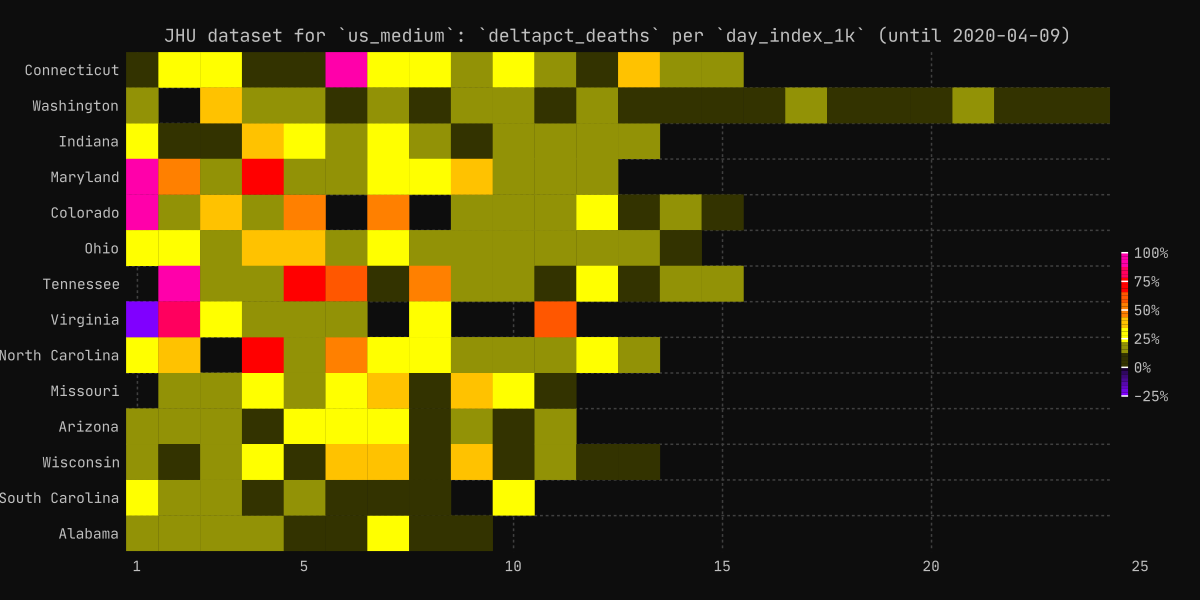 JHU dataset for `us_medium`: `deltapct_deaths` per `day_index_1k` (until 2020-04-09)
Connecticut
Washington
Indiana
Maryland
Colorado
Ohio
Tennessee
Virginia
North Carolina
Missouri
Arizona
Wisconsin
South Carolina
Alabama
1 5 10 15 20 25
100%
75%
50%
25%
0%
-25%